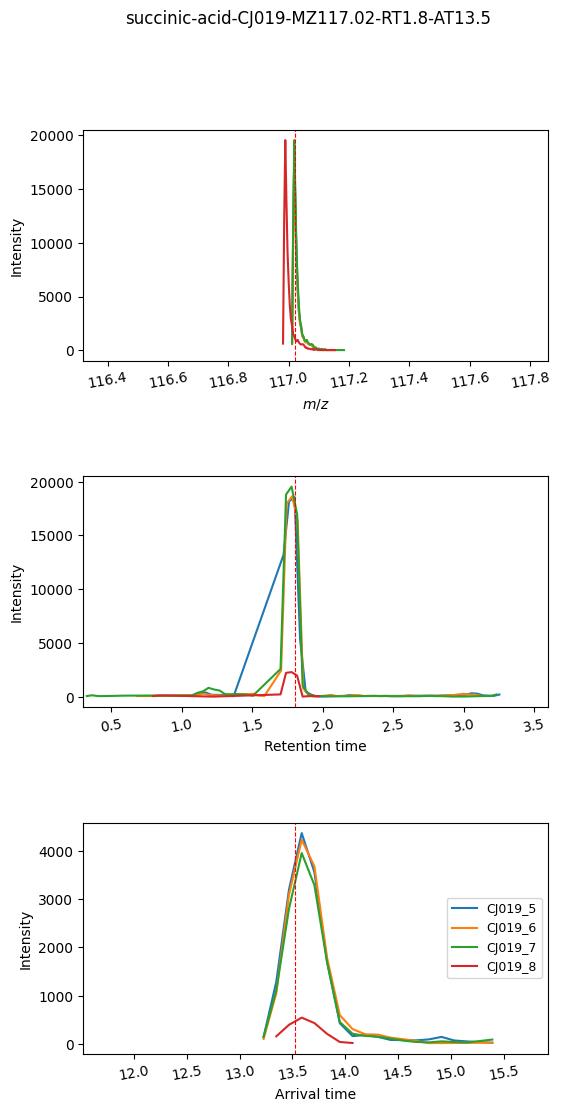 succinic-acid-CJ019-MZ117.02-RT1.8-AT13.5
20000
15000
10000
5000
0
Intensity
116.4 116.6 116.8 117.0 117.2 117.4 117.6 117.8
m/z
20000
15000
10000
5000
0
Intensity
0.5 1.0 1.5 2.0 2.5 3.0 3.5
Retention time
4000
3000
2000
1000
0
Intensity
CJ019_5
CJ019_6
CJ019_7
CJ019_8
12.0 12.5 13.0 13.5 14.0 14.5 15.0 15.5
Arrival time